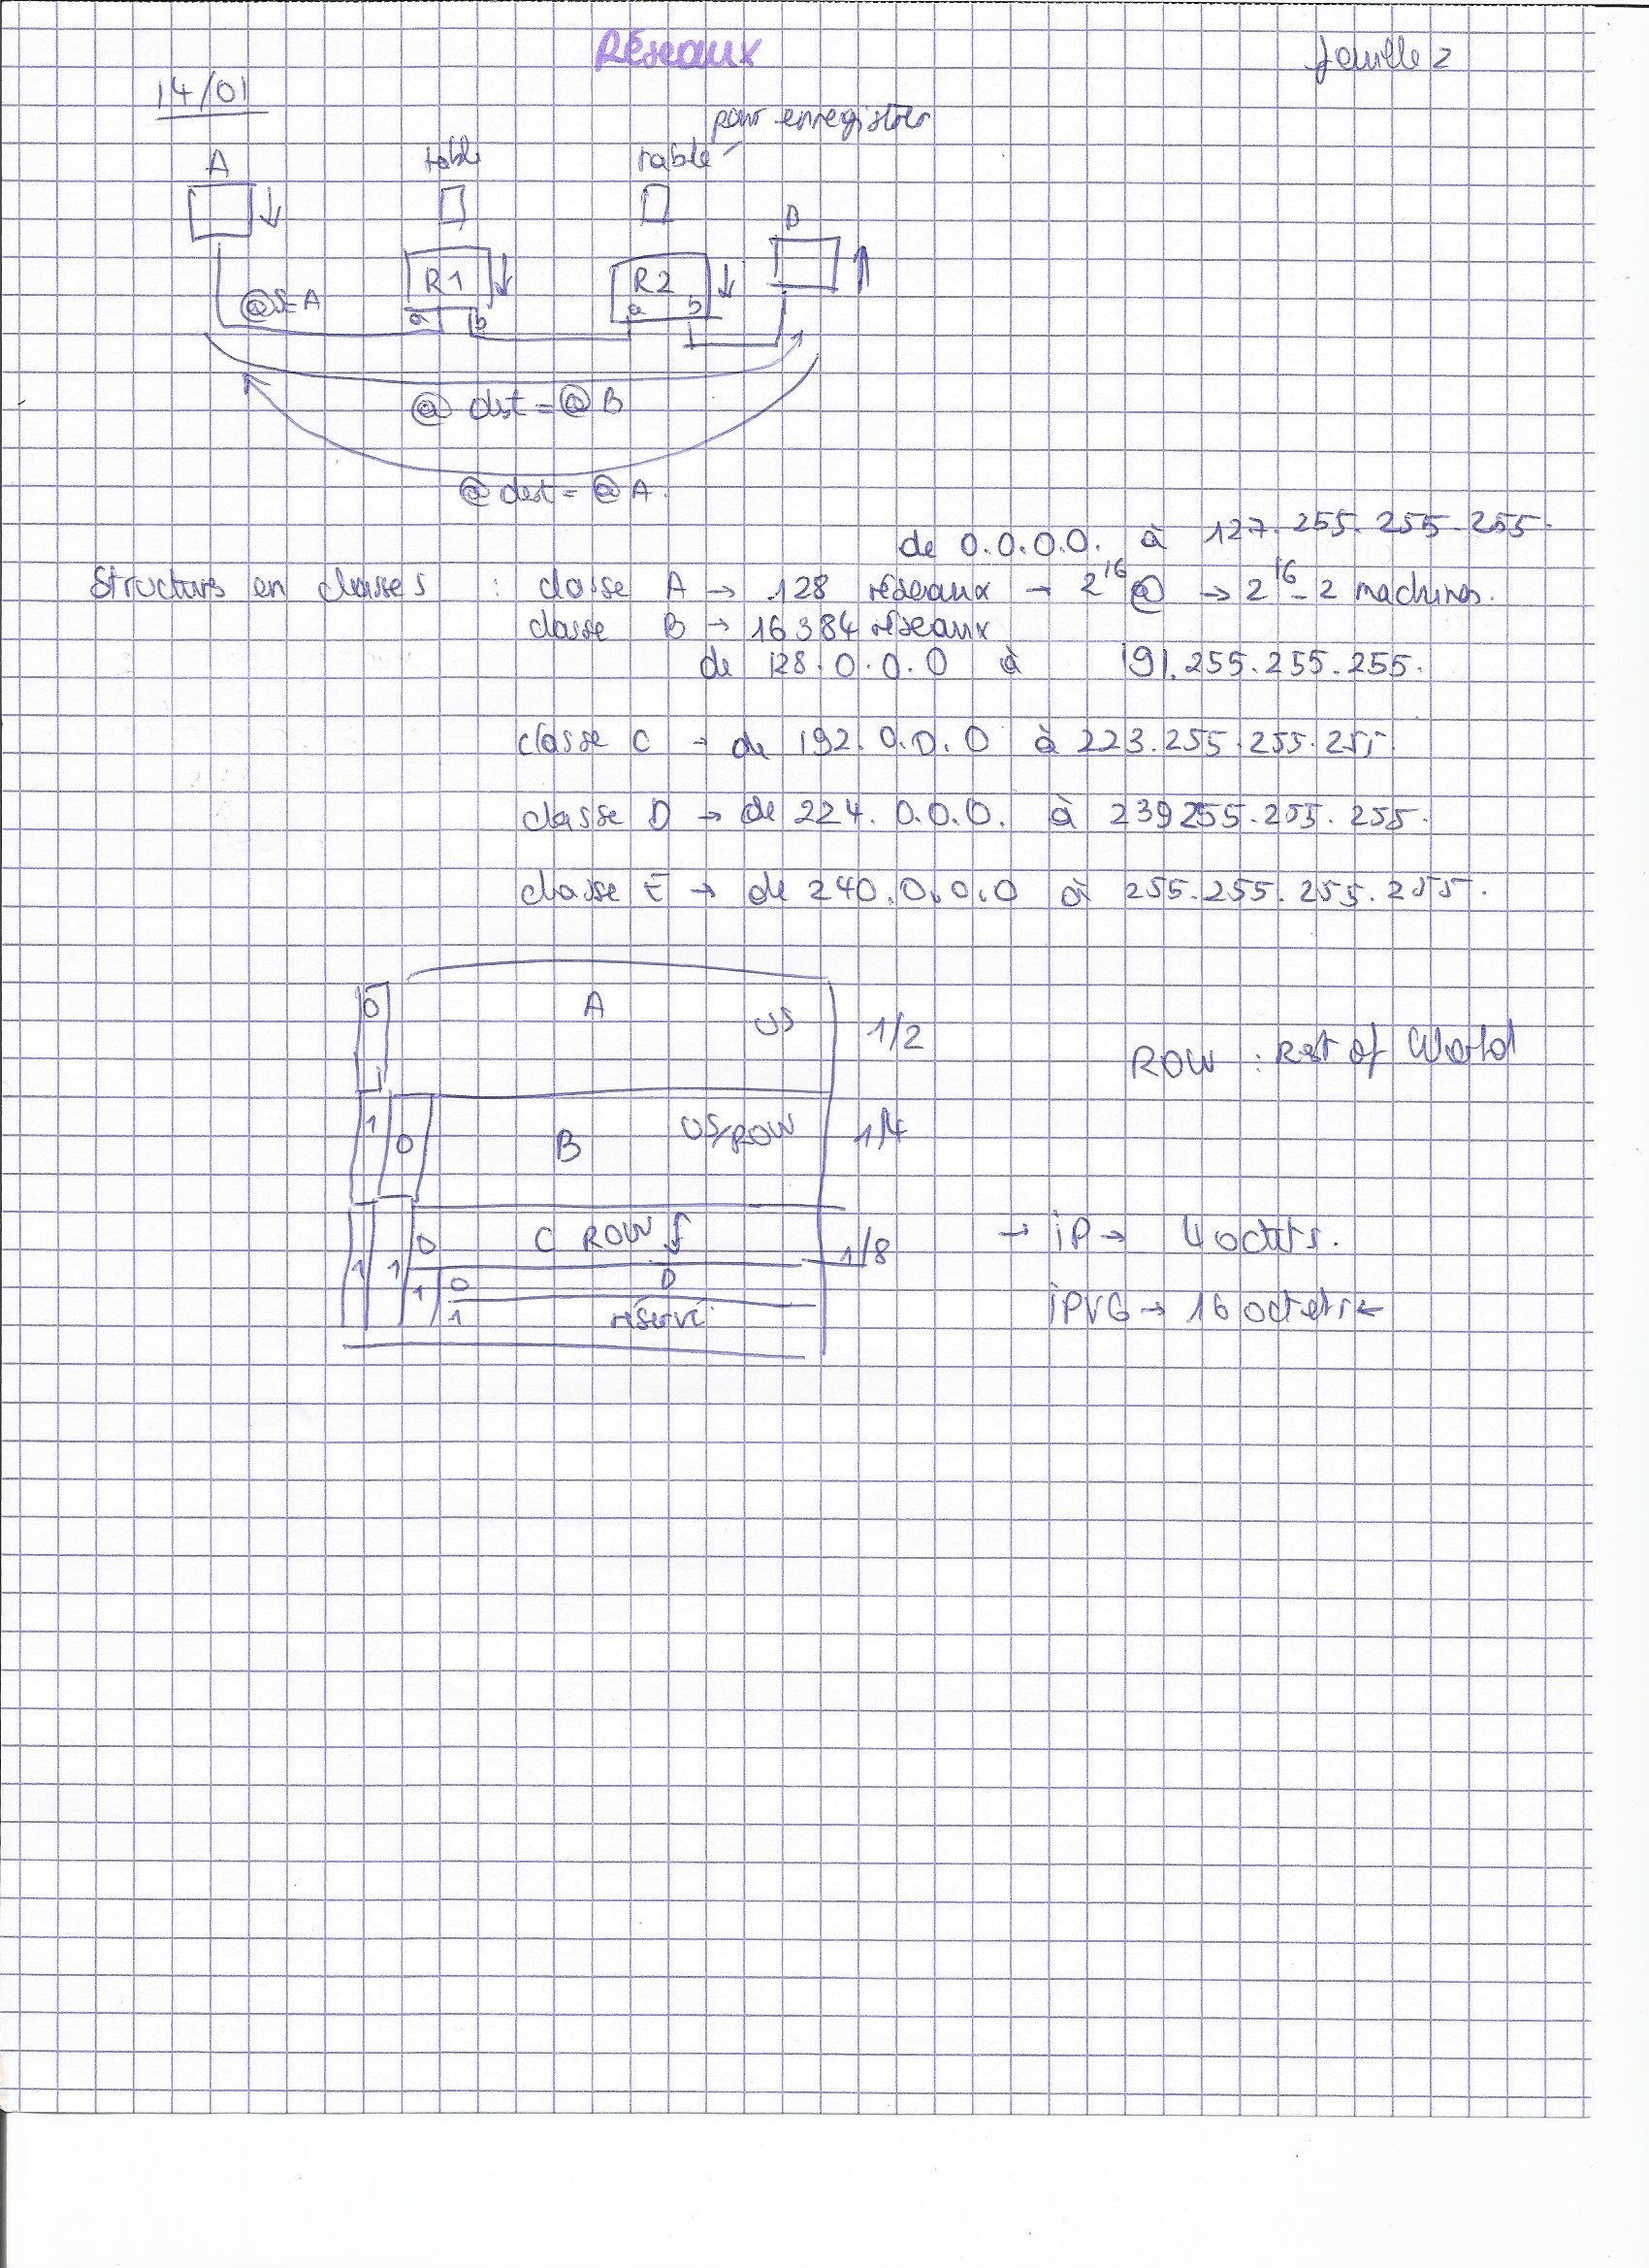 Réseaux
feuille 2
14/01
pour enregistrer
A table table
B
R1 R2
a b a b
@ dest = @ B
@ dest = @ A.
de 0.0.0.0. à 127.255.255.255.
Structures en classes : classe A → 128 réseaux → 2^16 @ → 2^16 - 2 machines.
classe B → 16384 réseaux
de 128.0.0.0 à 191.255.255.255.
classe C → de 192.0.0.0 à 223.255.255.255.
classe D → de 224.0.0.0. à 239 255.255.255.
classe E → de 240.0.0.0 à 255.255.255.255.
0 A US 1/2
ROW : Rest of World
1 0 B US/ROW 1/4
1 1 0 C ROW 1/8
→ iP → 4 octets.
1 0 D
1 réservé
iPV6 → 16 octets ←